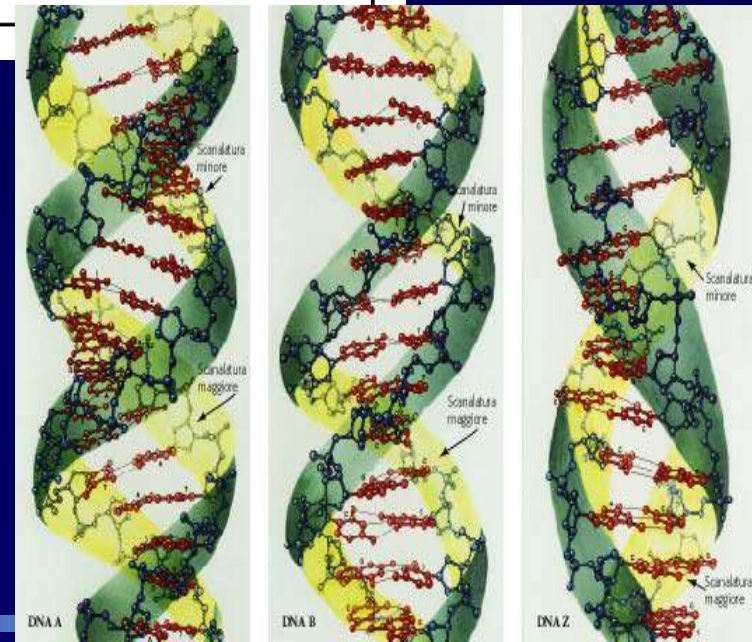 Scanalatura
minore
Scanalatura
maggiore
DNA A
Scanalatura
minore
Scanalatura
maggiore
DNA B
Scanalatura
minore
Scanalatura
maggiore
DNA Z